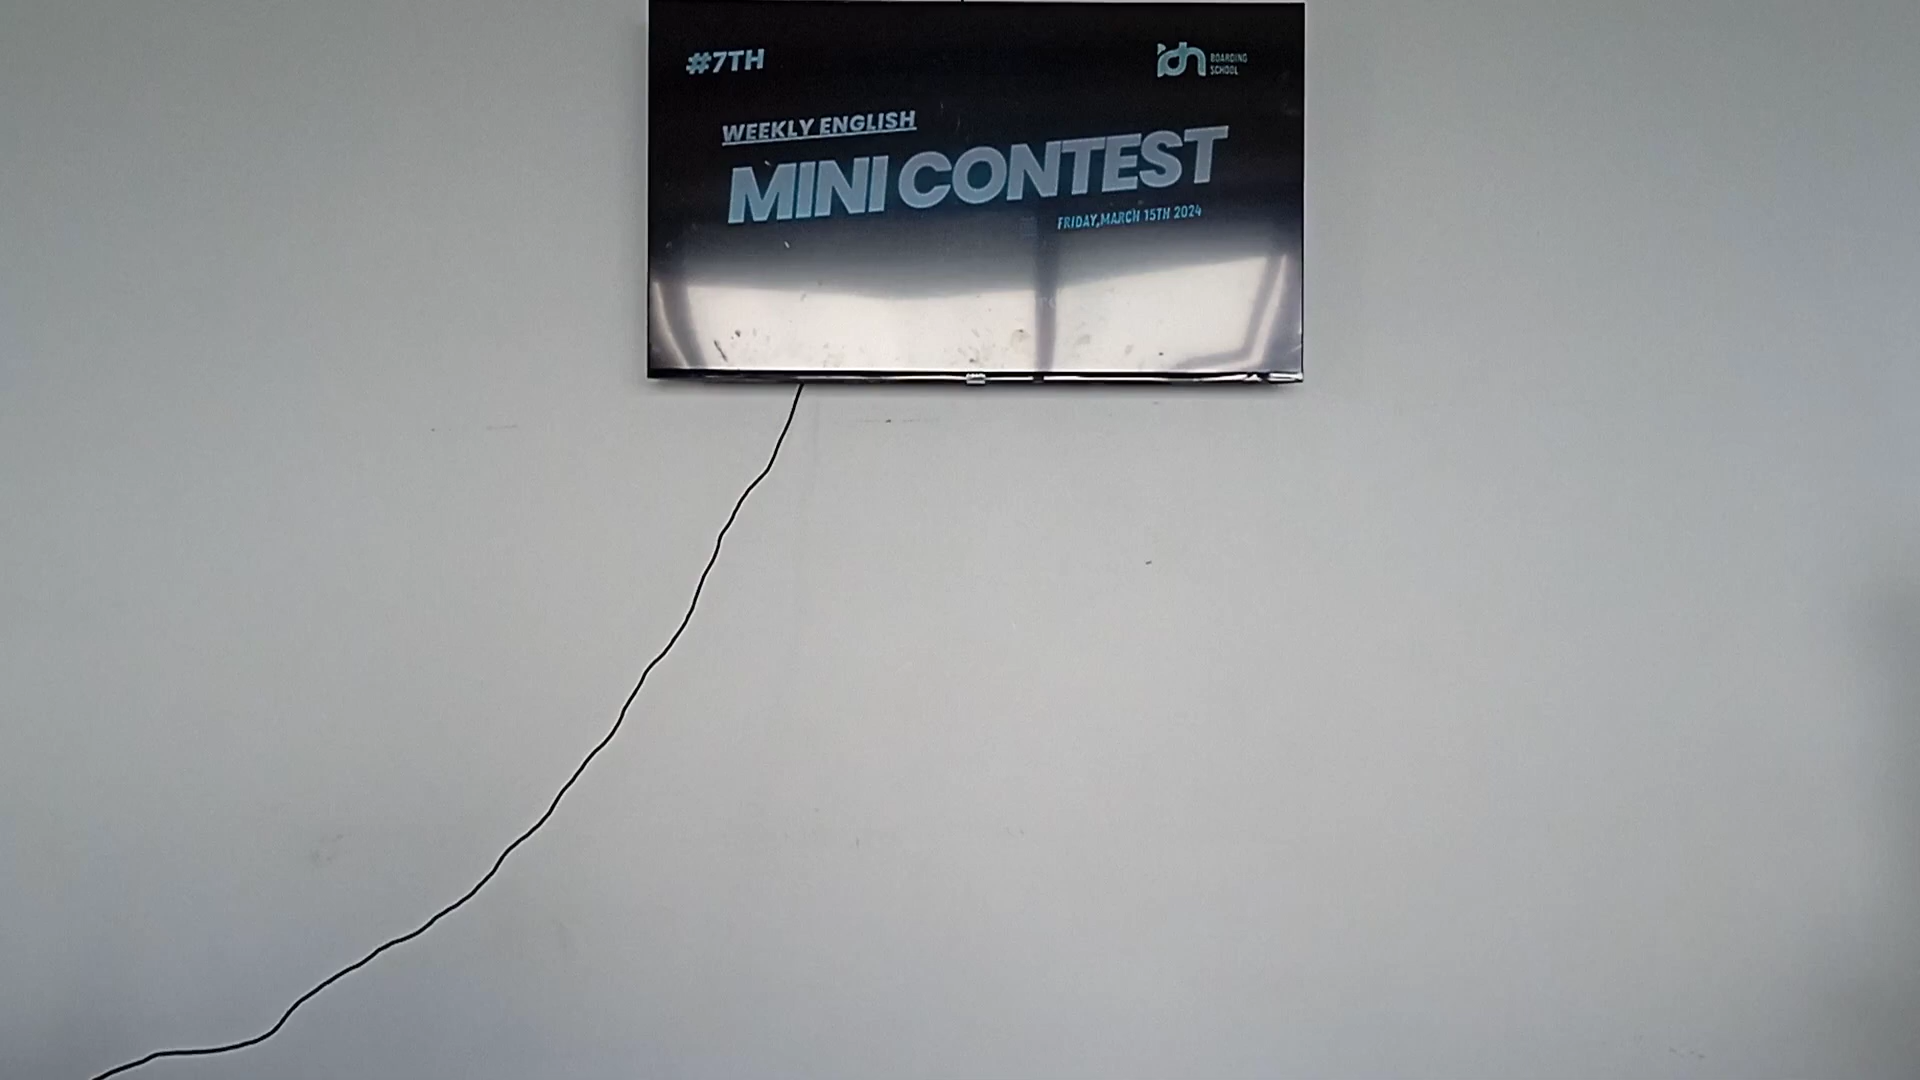 #7TH
BOARDING
SCHOOL
WEEKLY ENGLISH
MINI CONTEST
FRIDAY,MARCH 15TH 2024